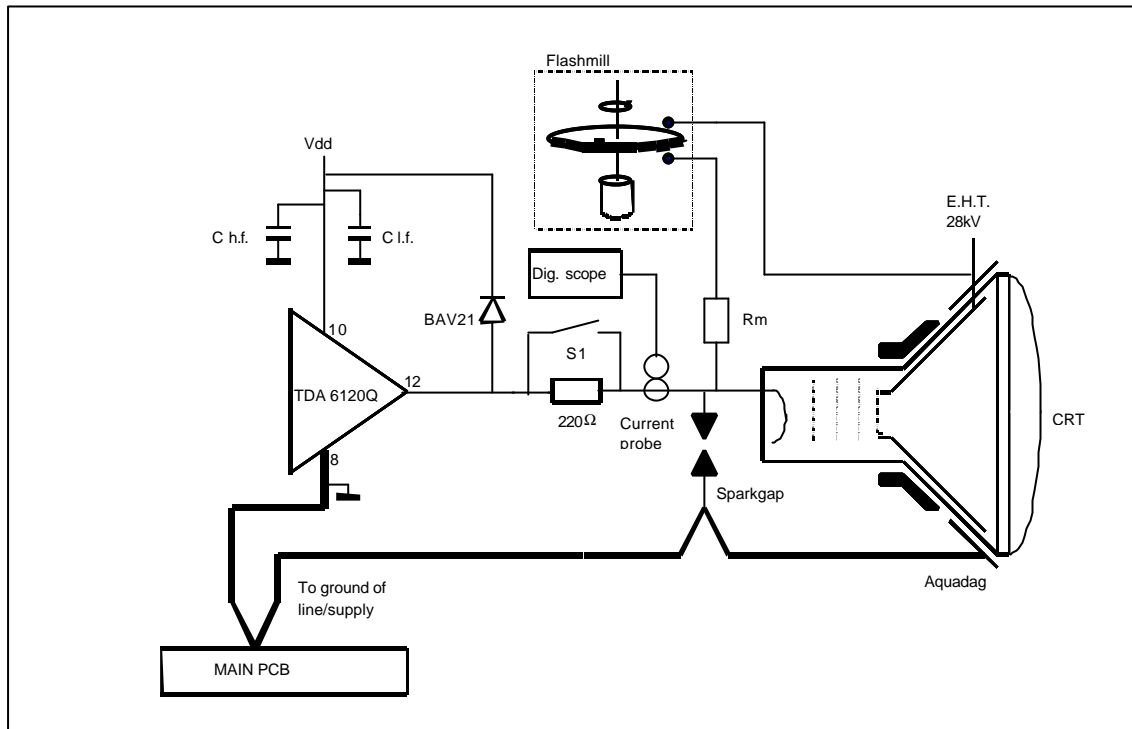 Flashmill
Vdd
C h.f.
C l.f.
E.H.T.
28kV
Dig. scope
BAV21
Rm
10
S1
TDA 6120Q
12
220Ω
Current
probe
CRT
8
Sparkgap
Aquadag
To ground of
line/supply
MAIN PCB